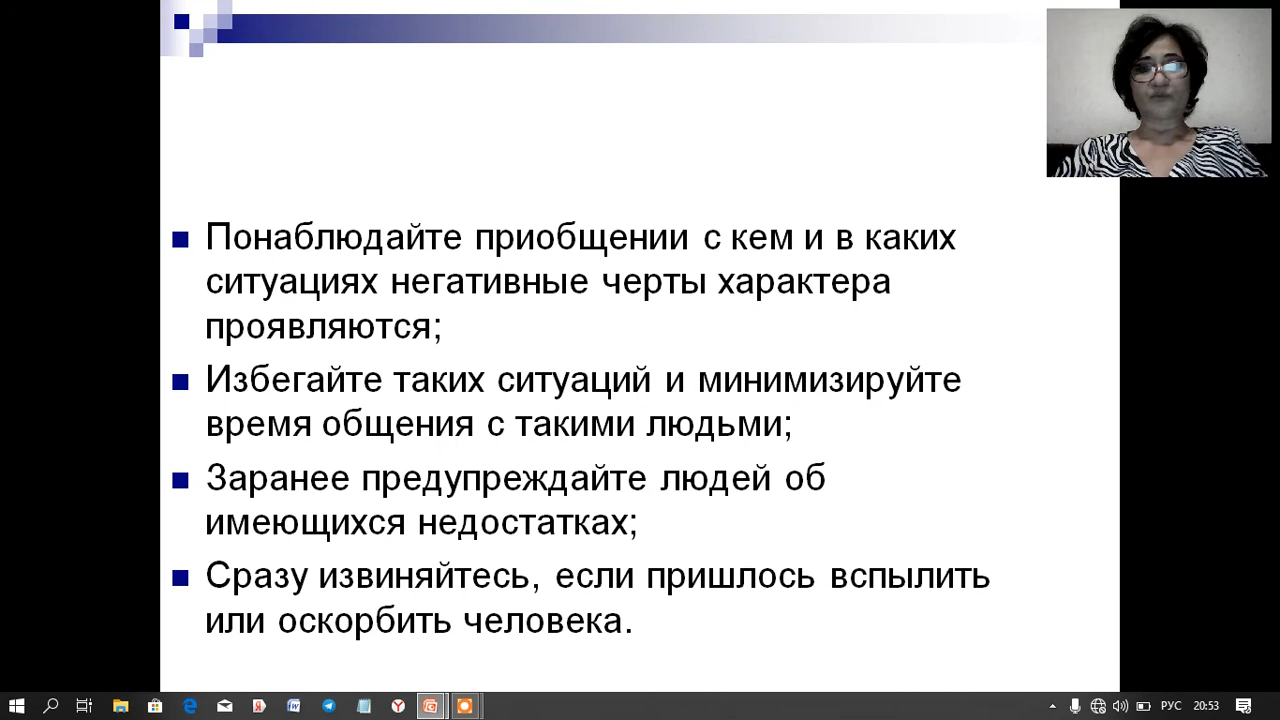 Понаблюдайте приобщении с кем и в каких
ситуациях негативные черты характера
проявляются;
Избегайте таких ситуаций и минимизируйте
время общения с такими людьми;
Заранее предупреждайте людей об
имеющихся недостатках;
Сразу извиняйтесь, если пришлось вспылить
или оскорбить человека.
РУС 20:53